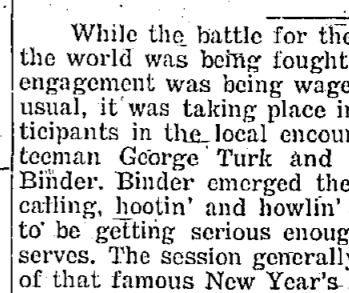 While the battle for the
the world was being fought
engagement was being wage
usual, it was taking place in
ticipants in the local encoun
teeman George Turk and
Binder. Binder emerged the
calling, hootin' and howlin'
to be getting serious enoug
serves. The session generally
of that famous New Year's